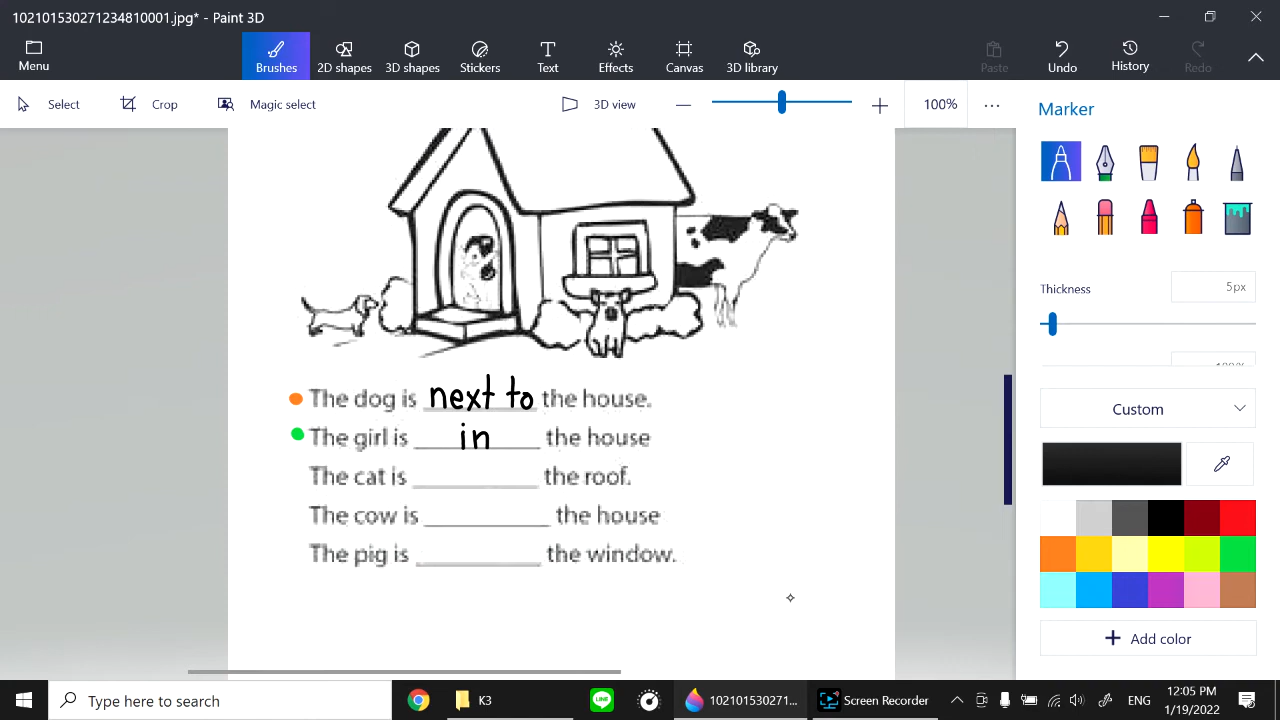 102101530271234810001.jpg* - Paint 3D
Menu
Brushes
2D shapes
3D shapes
Stickers
Text
Effects
Canvas
3D library
Paste
Undo
History
Redo
Select
Crop
Magic select
3D view
100%
Marker
Thickness
5px
Custom
Add color
The dog is next to the house.
The girl is in the house
The cat is ____ the roof.
The cow is ____ the house
The pig is ____ the window.
Type here to search
K3
102101530271...
Screen Recorder
ENG
12:05 PM
1/19/2022